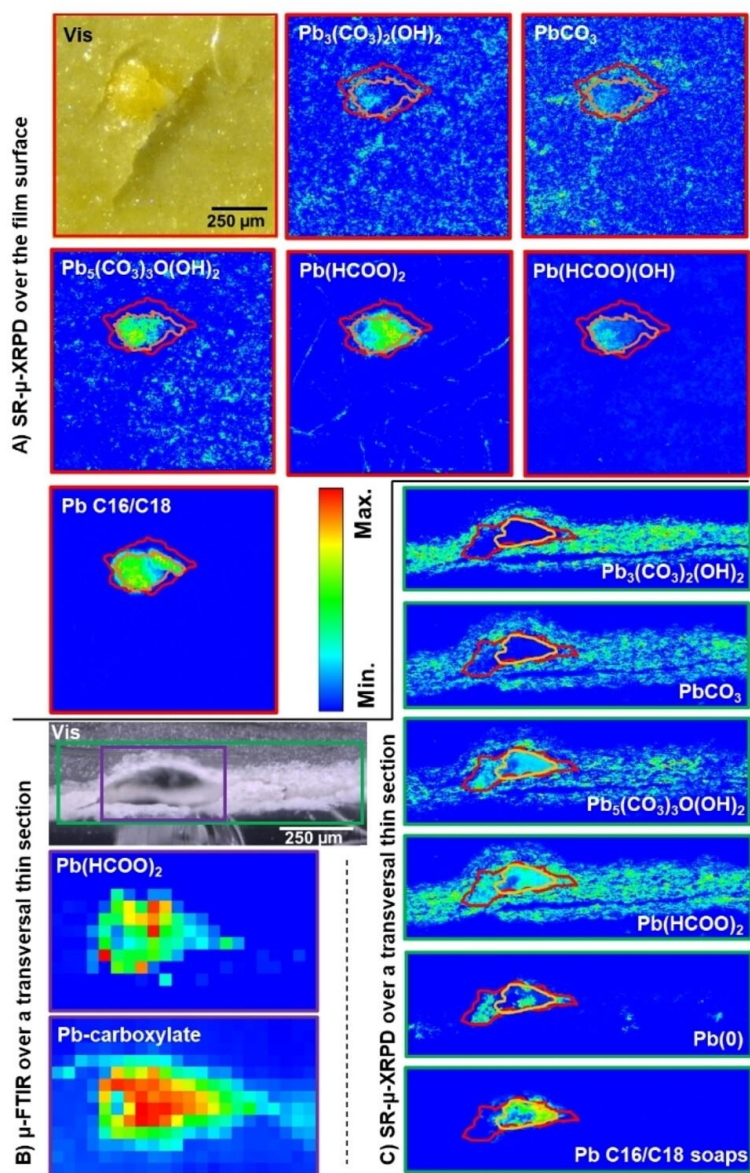 A) SR-µ-XRPD over the film surface
Vis
250 µm
Pb₃(CO₃)₂(OH)₂
PbCO₃
Pb₅(CO₃)₃O(OH)₂
Pb(HCOO)₂
Pb(HCOO)(OH)
Pb C16/C18
Max.
Min.
B) µ-FTIR over a transversal thin section
Vis
250 µm
Pb(HCOO)₂
Pb-carboxylate
C) SR-µ-XRPD over a transversal thin section
Pb₃(CO₃)₂(OH)₂
PbCO₃
Pb₅(CO₃)₃O(OH)₂
Pb(HCOO)₂
Pb(0)
Pb C16/C18 soaps